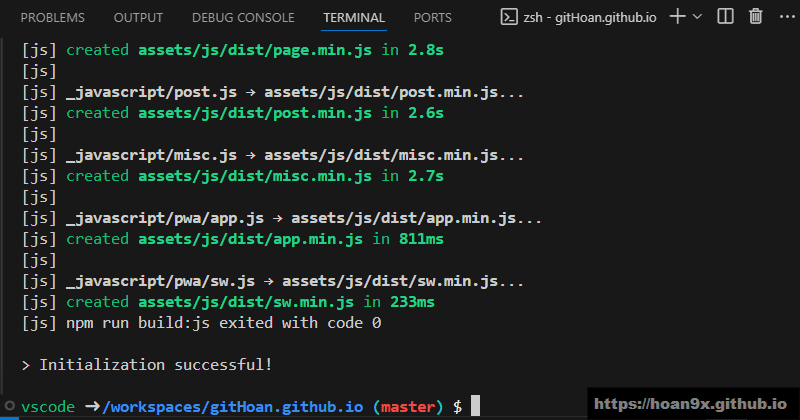 PROBLEMS OUTPUT DEBUG CONSOLE TERMINAL PORTS zsh - gitHoan.github.io
[js] created assets/js/dist/page.min.js in 2.8s
[js]
[js] _javascript/post.js → assets/js/dist/post.min.js...
[js] created assets/js/dist/post.min.js in 2.6s
[js]
[js] _javascript/misc.js → assets/js/dist/misc.min.js...
[js] created assets/js/dist/misc.min.js in 2.7s
[js]
[js] _javascript/pwa/app.js → assets/js/dist/app.min.js...
[js] created assets/js/dist/app.min.js in 811ms
[js]
[js] _javascript/pwa/sw.js → assets/js/dist/sw.min.js...
[js] created assets/js/dist/sw.min.js in 233ms
[js] npm run build:js exited with code 0
> Initialization successful!
vscode ➜ /workspaces/gitHoan.github.io (master) $
https://hoan9x.github.io